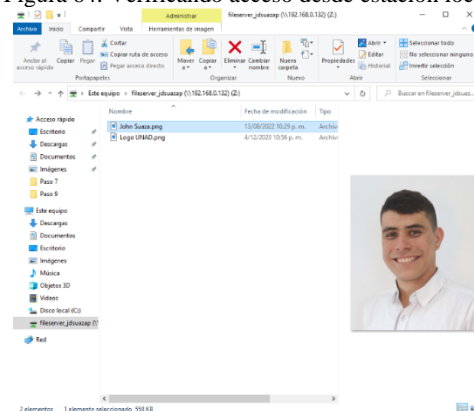 Figura 64. Verificando acceso desde estación loc
Administrar
fileserver_jdsuazap (\\192.168.0.132) (Z:)
Archivo
Inicio
Compartir
Vista
Herramientas de imagen
Anclar al acceso rápido
Copiar
Pegar
Cortar
Copiar ruta de acceso
Pegar acceso directo
Mover a
Copiar a
Eliminar
Cambiar nombre
Nueva carpeta
Propiedades
Abrir
Editar
Historial
Seleccionar todo
No seleccionar ninguno
Invertir selección
Portapapeles
Organizar
Nuevo
Abrir
Seleccionar
Este equipo
fileserver_jdsuazap (\\192.168.0.132) (Z:)
Buscar en fileserver_jdsuaz...
Nombre
Fecha de modificación
Tipo
John Suaza.png
13/08/2022 10:29 p. m.
Archivo
Logo UNAD.png
4/12/2023 10:56 p. m.
Archivo
Acceso rápido
Escritorio
Descargas
Documentos
Imágenes
Paso 7
Paso 9
Este equipo
Descargas
Documentos
Escritorio
Imágenes
Música
Objetos 3D
Videos
Disco local (C:)
fileserver_jdsuazap (\\
Red
2 elementos
1 elemento seleccionado 558 KB